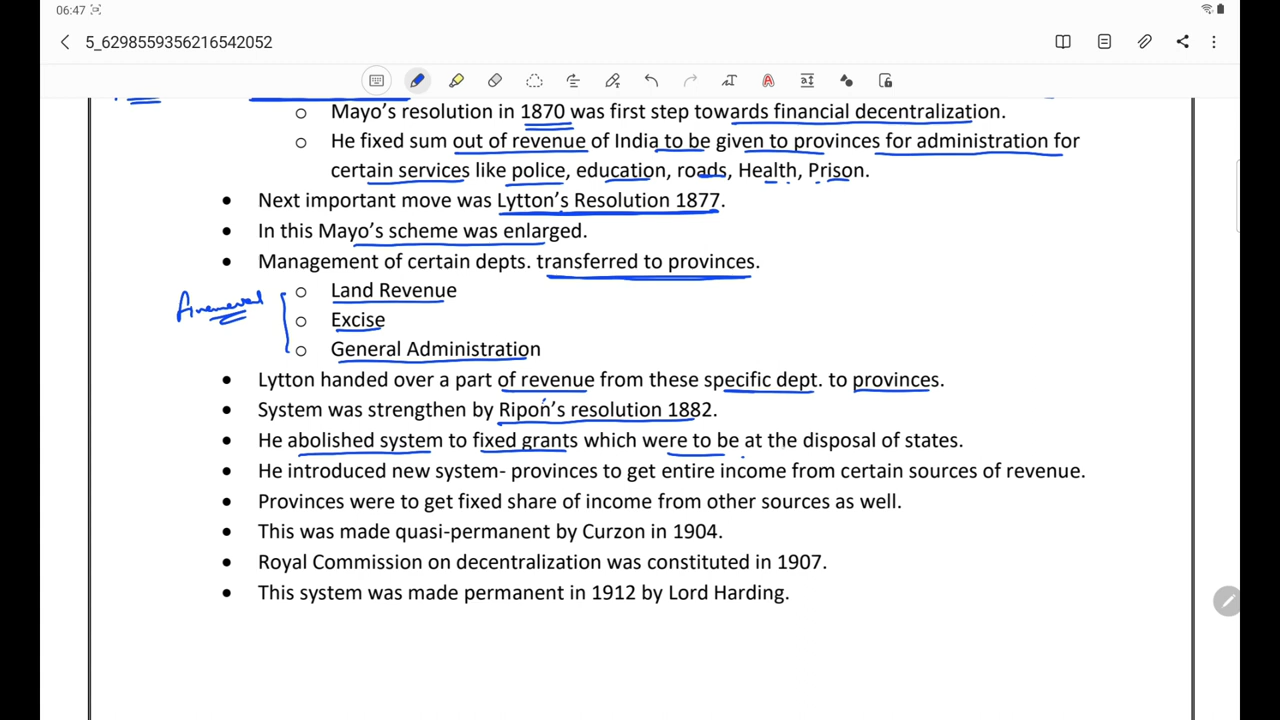 06:47
5_6298559356216542052
Mayo’s resolution in 1870 was first step towards financial decentralization.
He fixed sum out of revenue of India to be given to provinces for administration for
certain services like police, education, roads, Health, Prison.
Next important move was Lytton’s Resolution 1877.
In this Mayo’s scheme was enlarged.
Management of certain depts. transferred to provinces.
Land Revenue
Excise
General Administration
Lytton handed over a part of revenue from these specific dept. to provinces.
System was strengthen by Ripon’s resolution 1882.
He abolished system to fixed grants which were to be at the disposal of states.
He introduced new system- provinces to get entire income from certain sources of revenue.
Provinces were to get fixed share of income from other sources as well.
This was made quasi-permanent by Curzon in 1904.
Royal Commission on decentralization was constituted in 1907.
This system was made permanent in 1912 by Lord Harding.